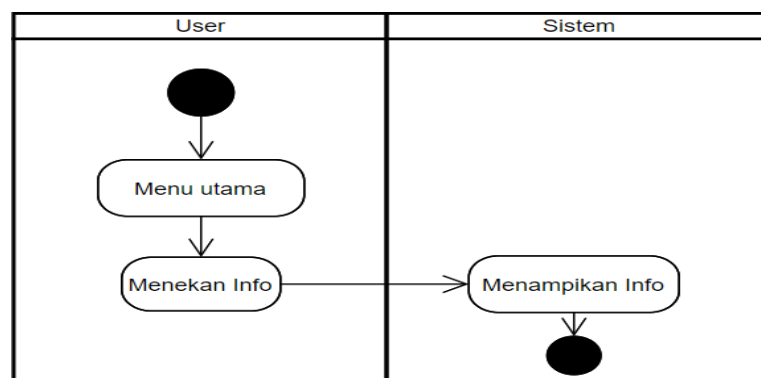 User
Sistem
Menu utama
Menekan Info
Menampikan Info